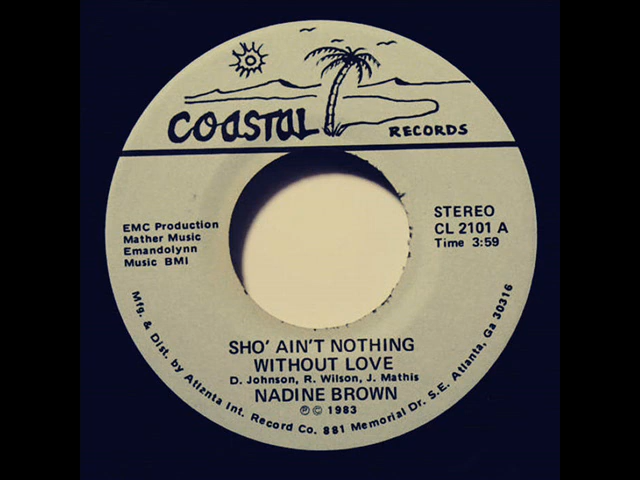 COASTAL RECORDS
STEREO
CL 2101 A
Time 3:59
EMC Production
Mather Music
Emandolynn
Music BMI
SHO' AIN'T NOTHING
WITHOUT LOVE
D. Johnson, R. Wilson, J. Mathis
NADINE BROWN
℗ © 1983
Mfg. & Dist. by Atlanta Int. Record Co. 881 Memorial Dr. S.E. Atlanta, Ga 30316